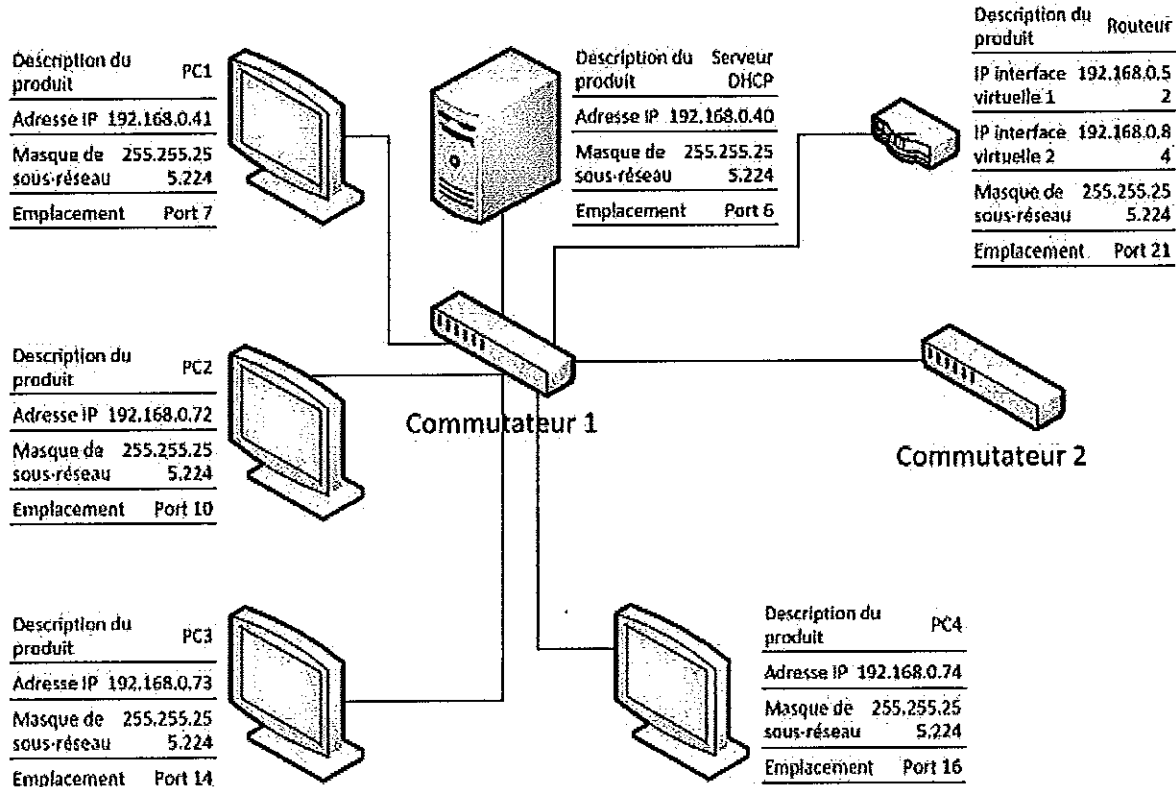 Description du
produit PC1
Adresse IP 192.168.0.41
Masque de 255.255.25
sous-réseau 5.224
Emplacement Port 7
Description du Serveur
produit DHCP
Adresse IP 192.168.0.40
Masque de 255.255.25
sous-réseau 5.224
Emplacement Port 6
Description du
produit Routeur
IP interface 192.168.0.5
virtuelle 1 2
IP interface 192.168.0.8
virtuelle 2 4
Masque de 255.255.25
sous-réseau 5.224
Emplacement Port 21
Description du
produit PC2
Adresse IP 192.168.0.72
Masque de 255.255.25
sous-réseau 5.224
Emplacement Port 10
Commutateur 1
Commutateur 2
Description du
produit PC3
Adresse IP 192.168.0.73
Masque de 255.255.25
sous-réseau 5.224
Emplacement Port 14
Description du
produit PC4
Adresse IP 192.168.0.74
Masque de 255.255.25
sous-réseau 5.224
Emplacement Port 16